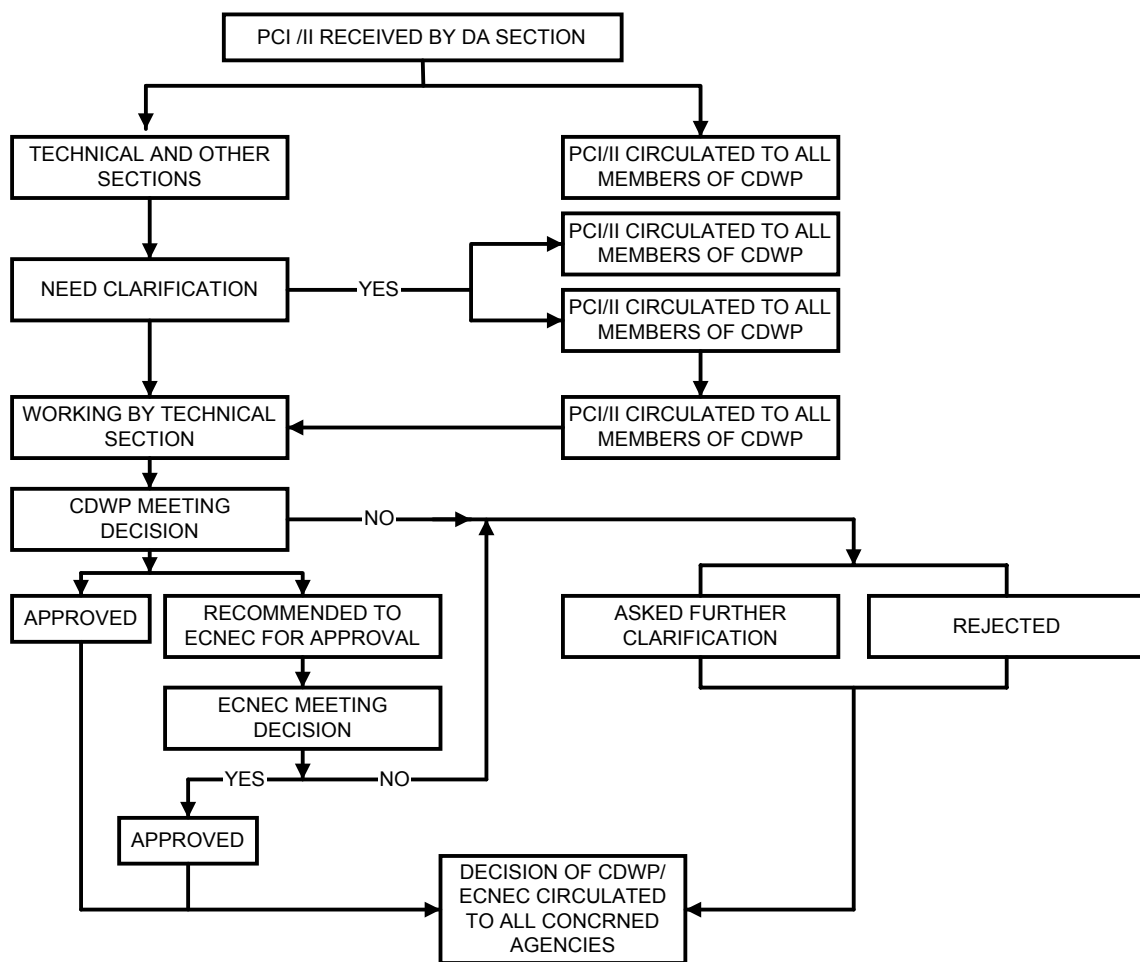 PCI /II RECEIVED BY DA SECTION
TECHNICAL AND OTHER
SECTIONS
PCI/II CIRCULATED TO ALL
MEMBERS OF CDWP
PCI/II CIRCULATED TO ALL
MEMBERS OF CDWP
NEED CLARIFICATION
YES
PCI/II CIRCULATED TO ALL
MEMBERS OF CDWP
WORKING BY TECHNICAL
SECTION
PCI/II CIRCULATED TO ALL
MEMBERS OF CDWP
CDWP MEETING
DECISION
NO
APPROVED
RECOMMENDED TO
ECNEC FOR APPROVAL
ASKED FURTHER
CLARIFICATION
REJECTED
ECNEC MEETING
DECISION
YES
NO
APPROVED
DECISION OF CDWP/
ECNEC CIRCULATED
TO ALL CONCRNED
AGENCIES